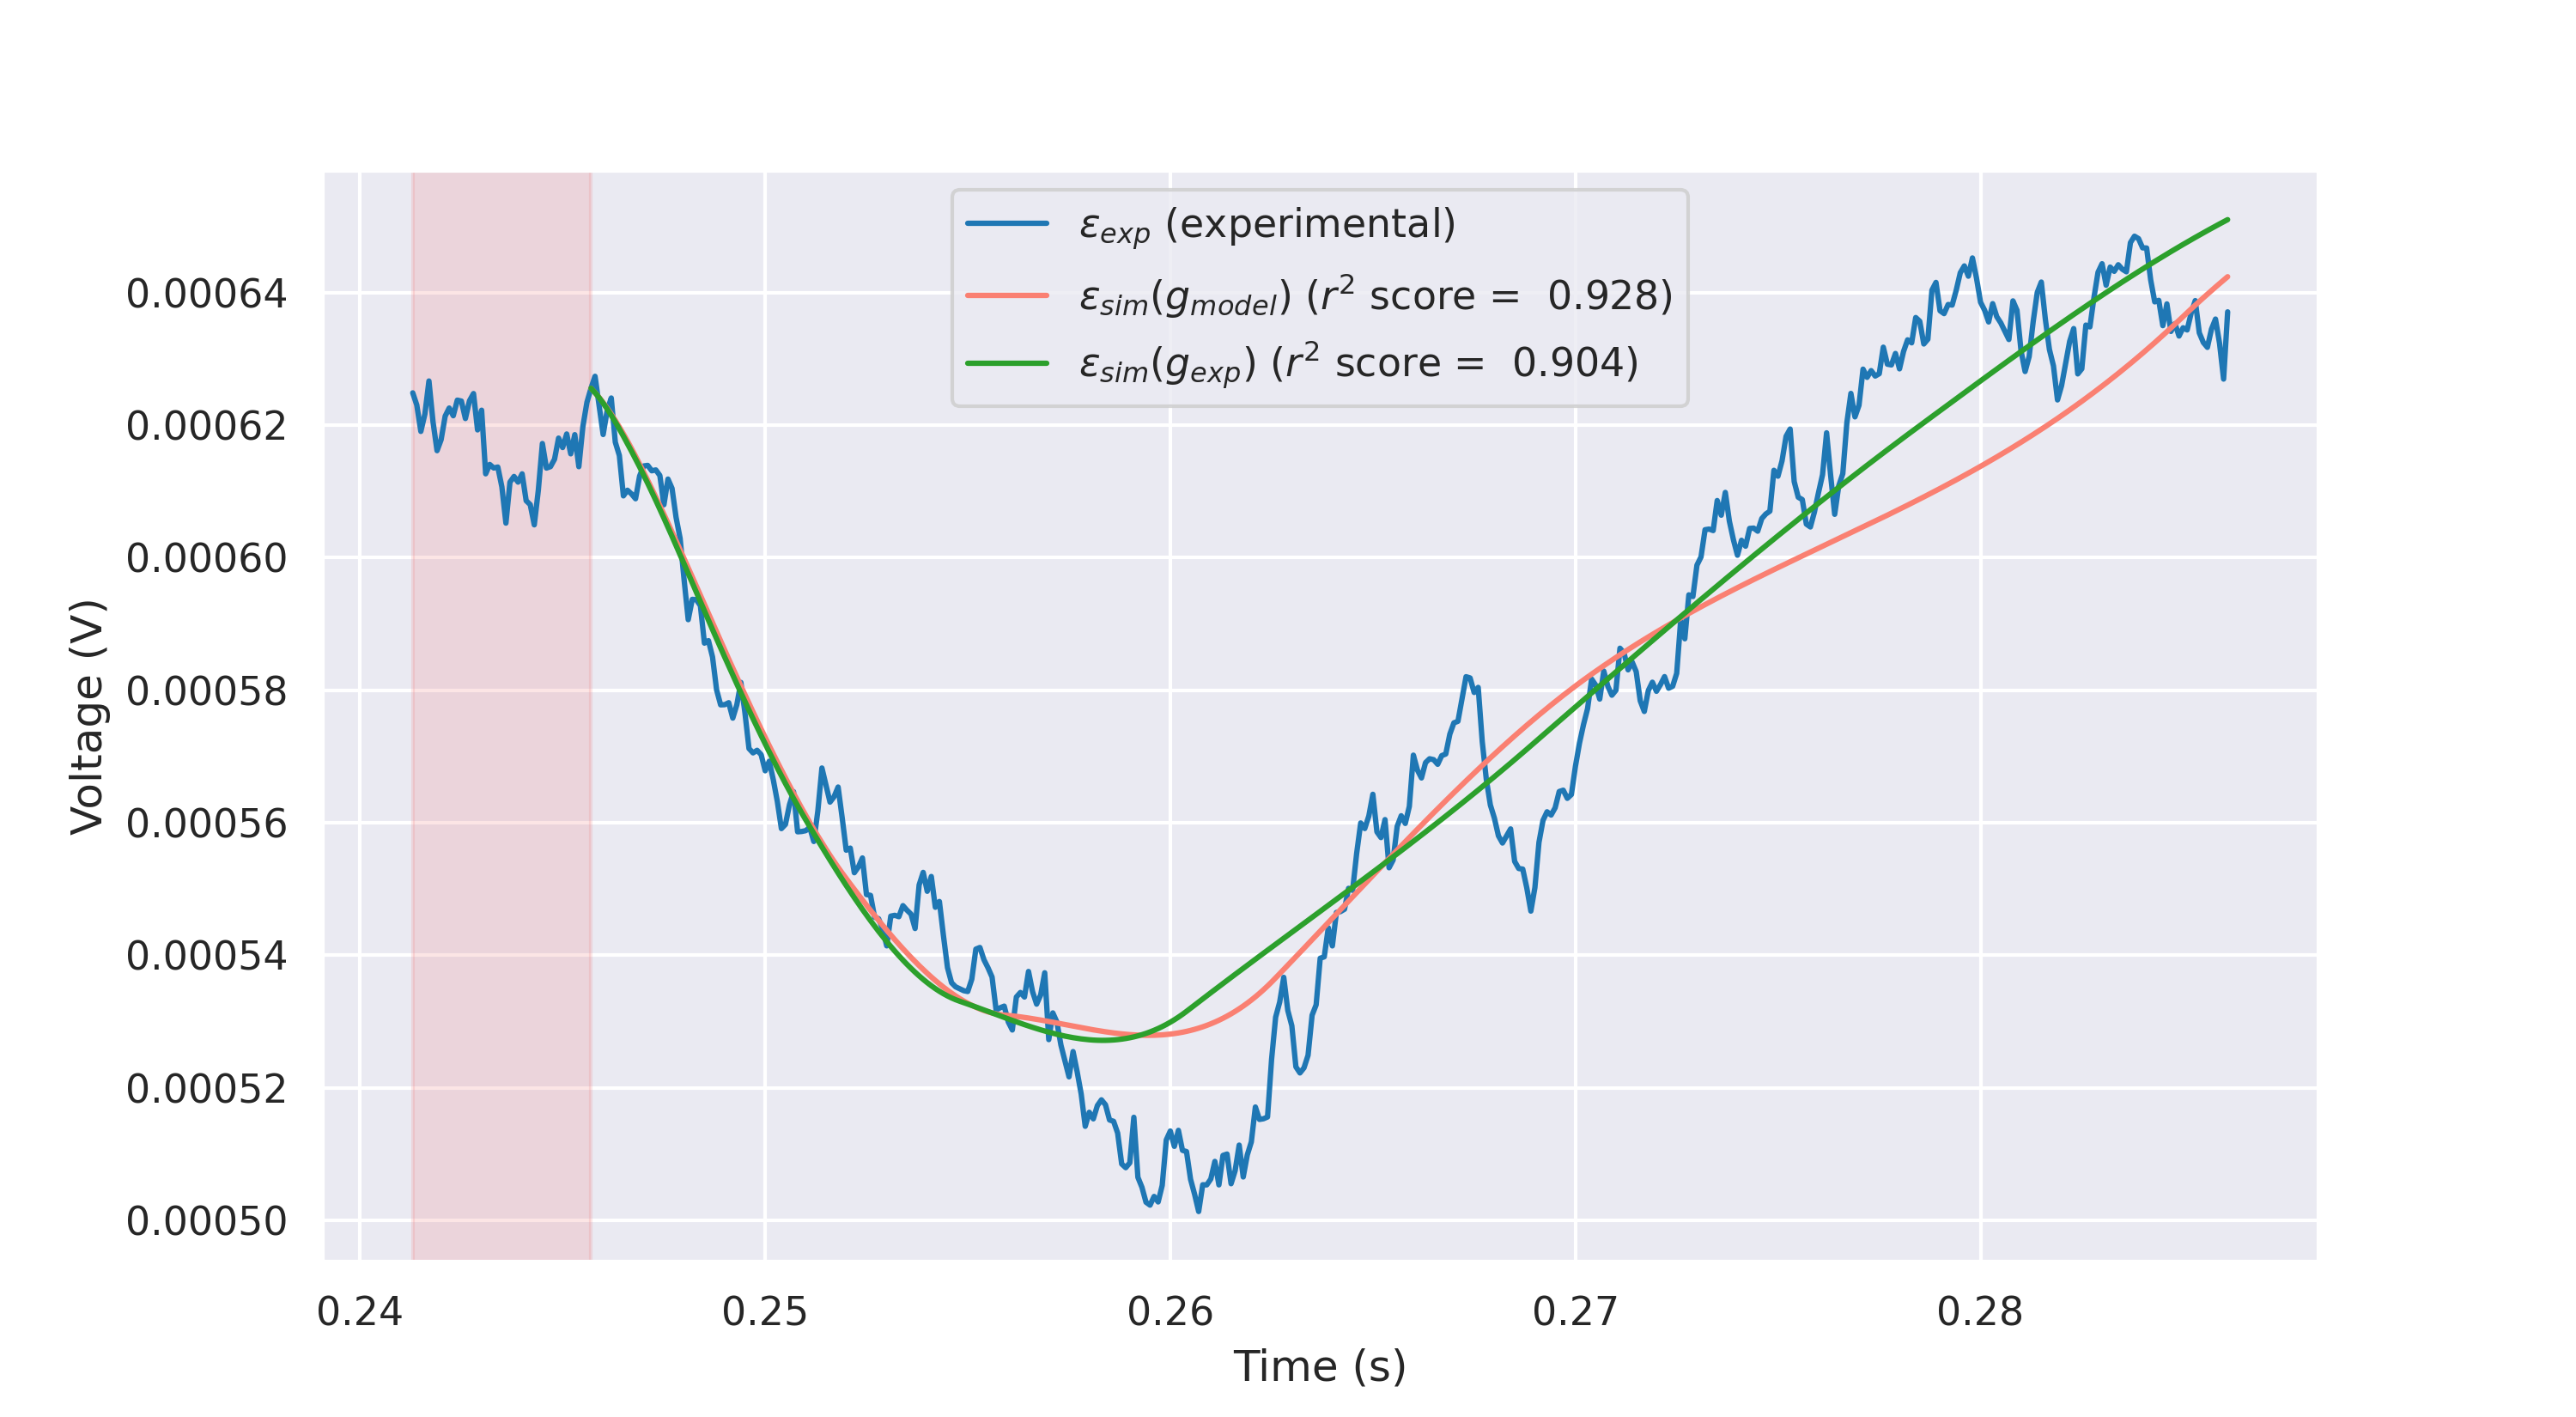 ε_exp (experimental)
ε_sim(g_model) (r² score =  0.928)
ε_sim(g_exp) (r² score =  0.904)
0.00064
0.00062
0.00060
0.00058
0.00056
0.00054
0.00052
0.00050
Voltage (V)
0.24 0.25 0.26 0.27 0.28
Time (s)